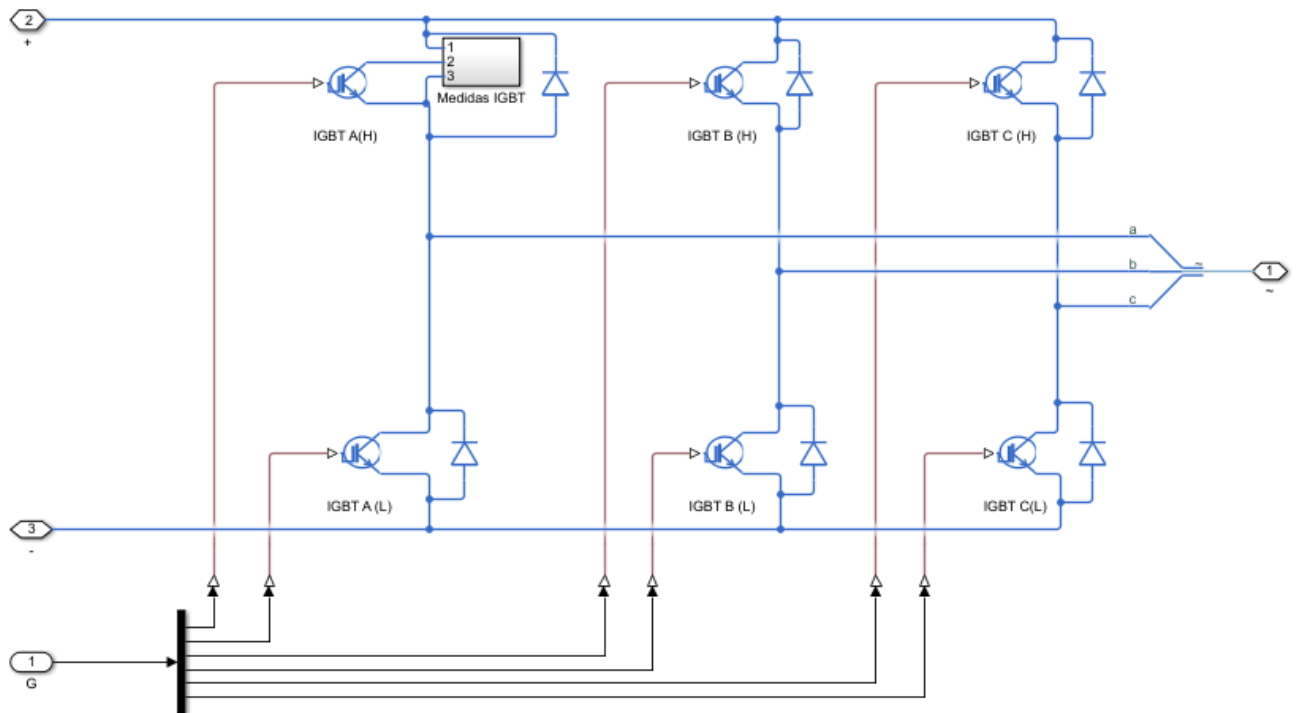 2
+
1
2
3
Medidas IGBT
IGBT A(H)
IGBT B (H)
IGBT C (H)
a
b
c
~
1
~
IGBT A (L)
IGBT B (L)
IGBT C(L)
3
-
1
G